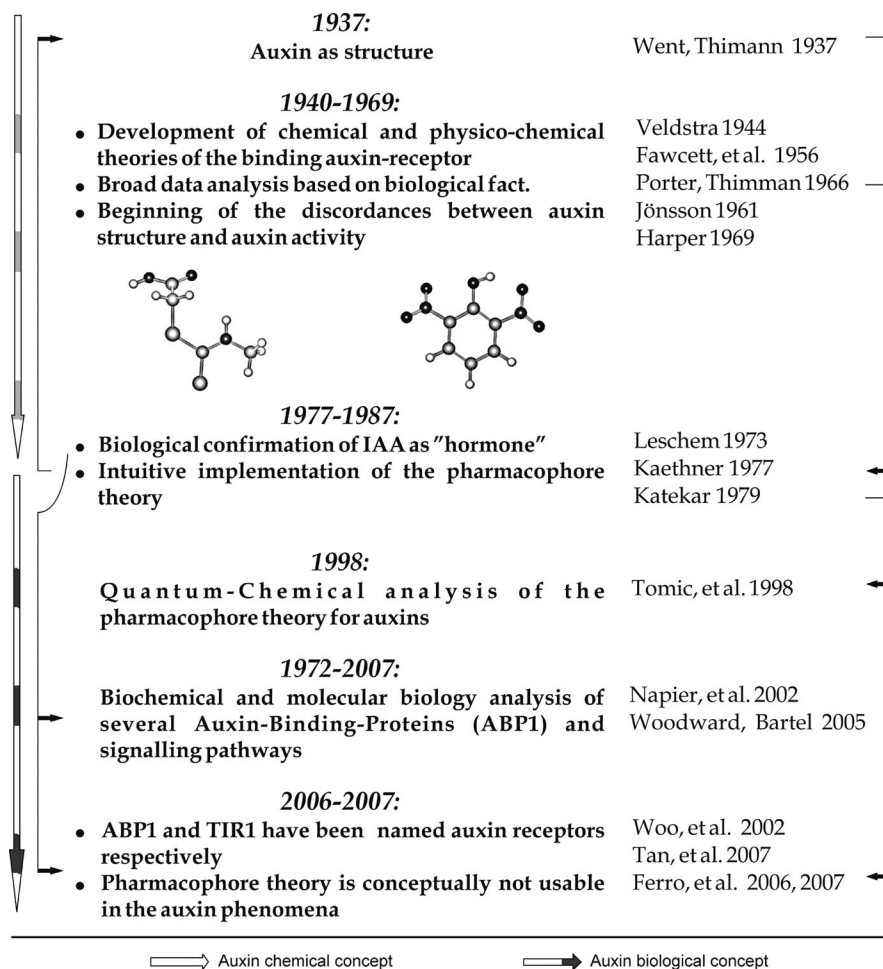 1937:
Auxin as structure
Went, Thimann 1937
1940-1969:
• Development of chemical and physico-chemical
theories of the binding auxin-receptor
• Broad data analysis based on biological fact.
• Beginning of the discordances between auxin
structure and auxin activity
Veldstra 1944
Fawcett, et al. 1956
Porter, Thimman 1966
Jönsson 1961
Harper 1969
1977-1987:
• Biological confirmation of IAA as "hormone"
• Intuitive implementation of the pharmacophore
theory
Leschem 1973
Kaethner 1977
Katekar 1979
1998:
Quantum-Chemical analysis of the
pharmacophore theory for auxins
Tomic, et al. 1998
1972-2007:
Biochemical and molecular biology analysis of
several Auxin-Binding-Proteins (ABP1) and
signalling pathways
Napier, et al. 2002
Woodward, Bartel 2005
2006-2007:
• ABP1 and TIR1 have been named auxin receptors
respectively
• Pharmacophore theory is conceptually not usable
in the auxin phenomena
Woo, et al. 2002
Tan, et al. 2007
Ferro, et al. 2006, 2007
Auxin chemical concept
Auxin biological concept